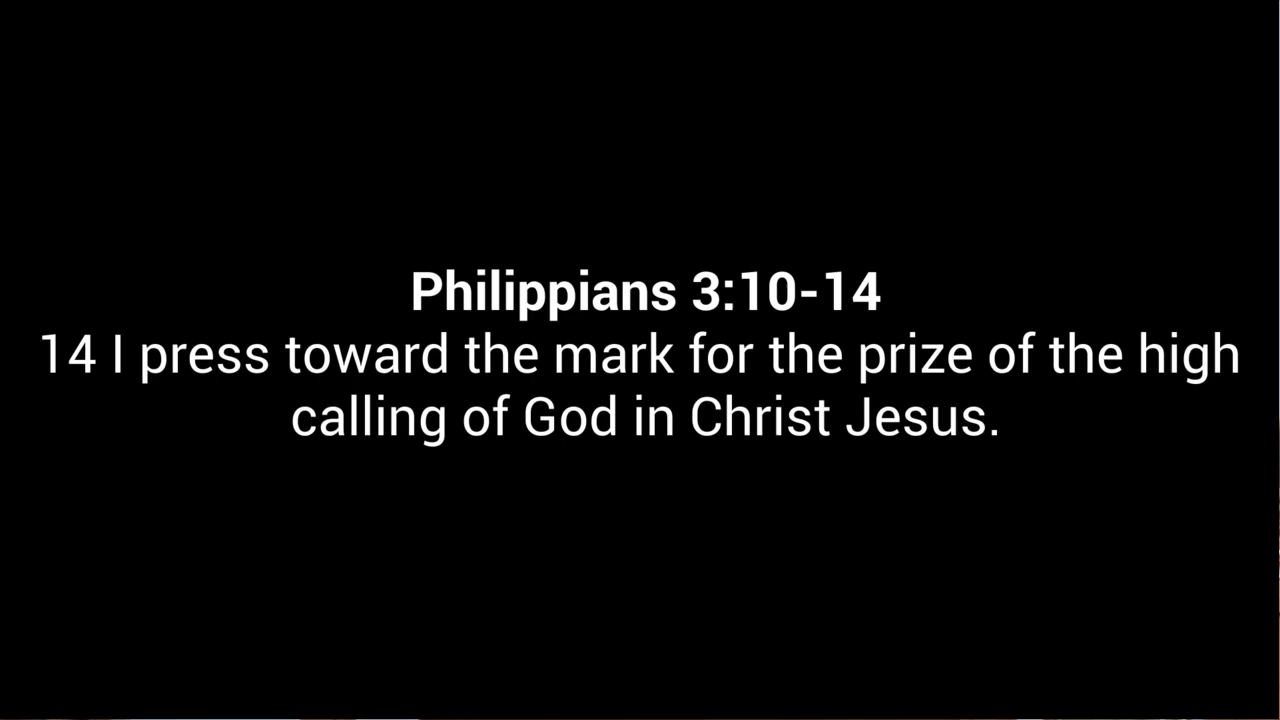 Philippians 3:10-14
14 I press toward the mark for the prize of the high
calling of God in Christ Jesus.